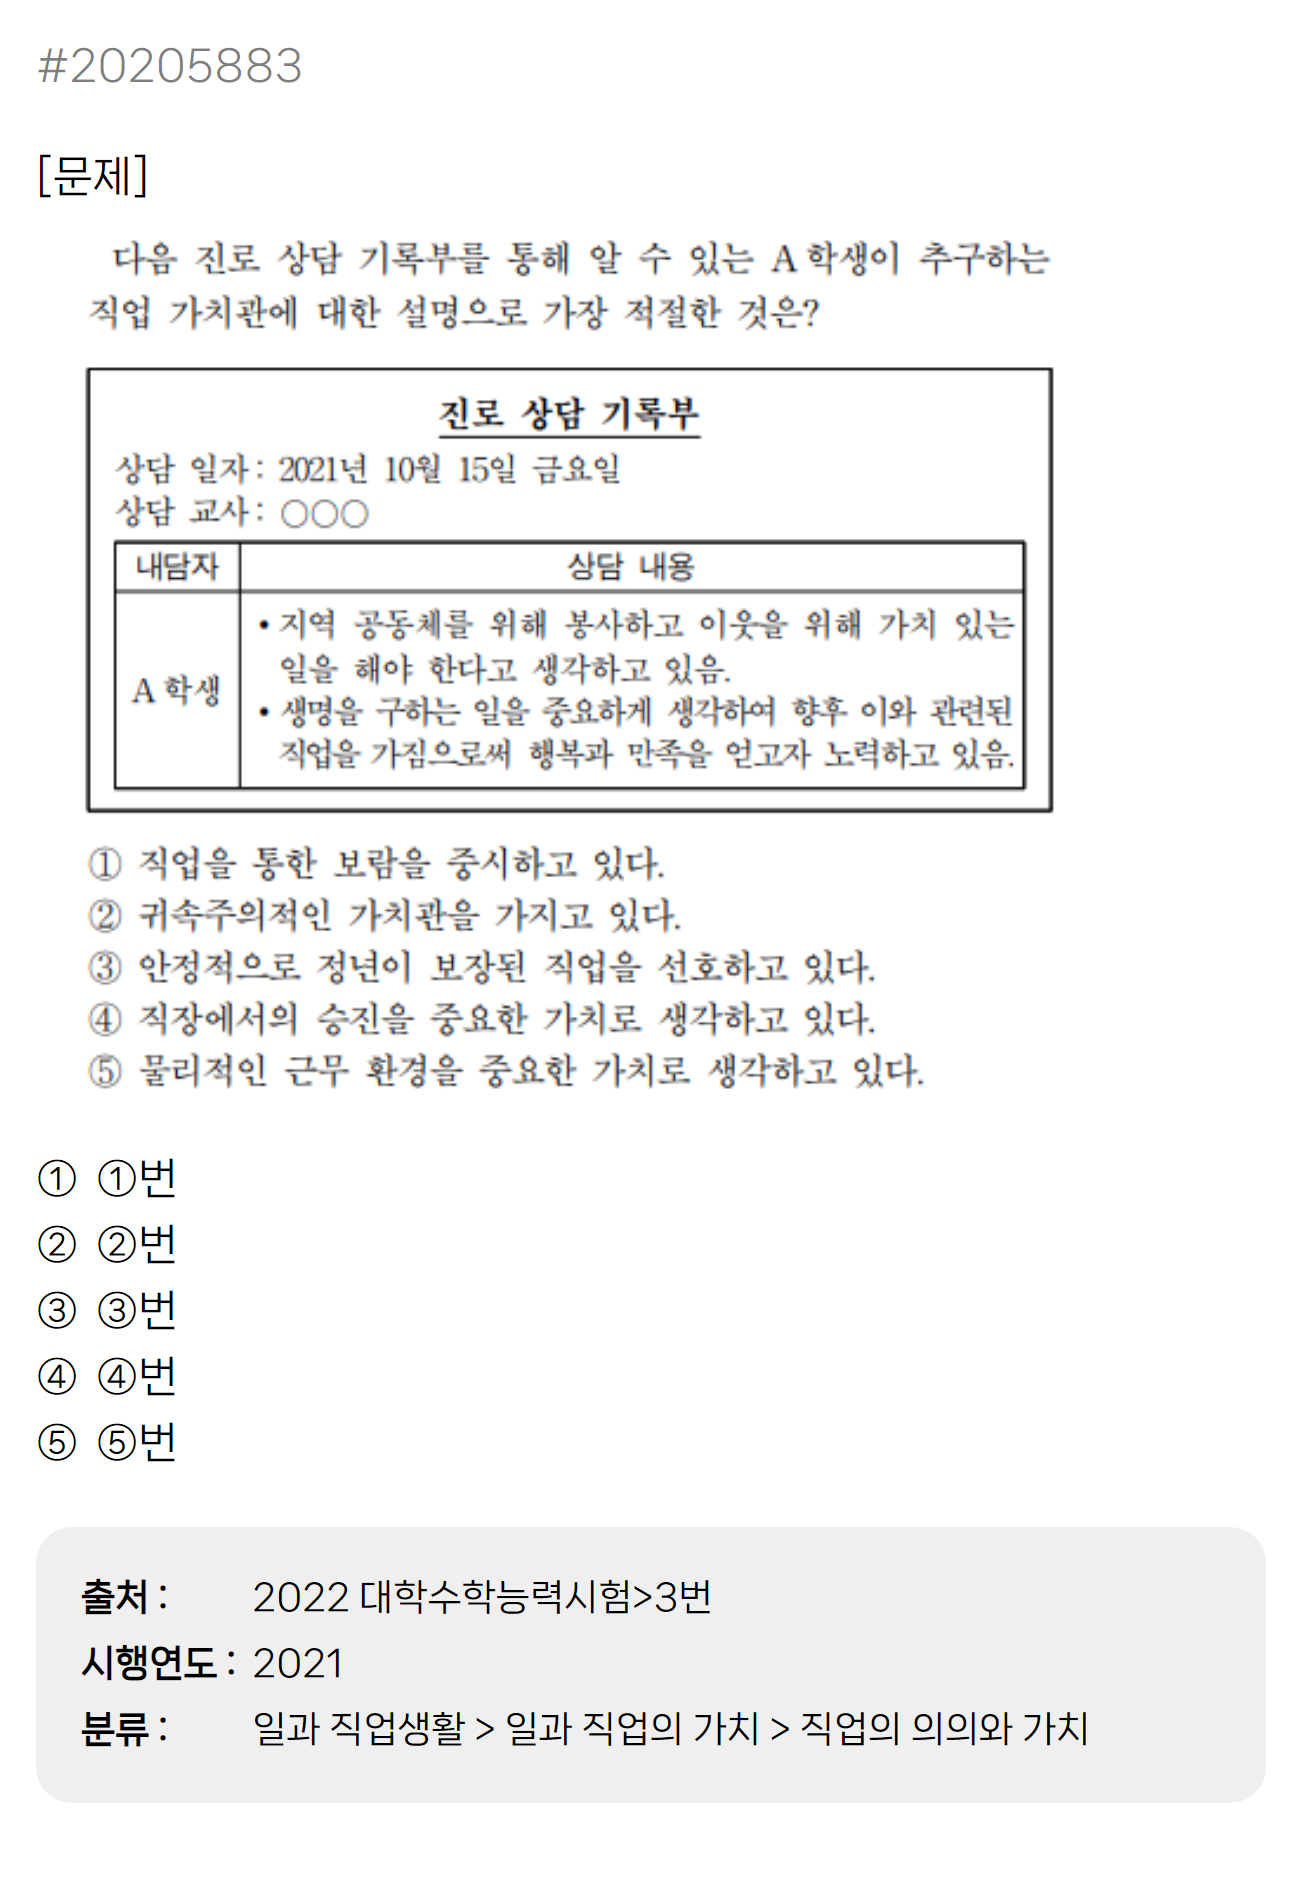 #20205883
[문제]
다음 진로 상담 기록부를 통해 알 수 있는 A 학생이 추구하는
직업 가치관에 대한 설명으로 가장 적절한 것은?
진로 상담 기록부
상담 일자 : 2021년 10월 15일 금요일
상담 교사 : ○○○
내담자 상담 내용
A 학생
• 지역 공동체를 위해 봉사하고 이웃을 위해 가치 있는
일을 해야 한다고 생각하고 있음.
• 생명을 구하는 일을 중요하게 생각하여 향후 이와 관련된
직업을 가짐으로써 행복과 만족을 얻고자 노력하고 있음.
① 직업을 통한 보람을 중시하고 있다.
② 귀속주의적인 가치관을 가지고 있다.
③ 안정적으로 정년이 보장된 직업을 선호하고 있다.
④ 직장에서의 승진을 중요한 가치로 생각하고 있다.
⑤ 물리적인 근무 환경을 중요한 가치로 생각하고 있다.
① ①번
② ②번
③ ③번
④ ④번
⑤ ⑤번
출처 : 2022 대학수학능력시험>3번
시행연도 : 2021
분류 : 일과 직업생활 > 일과 직업의 가치 > 직업의 의의와 가치